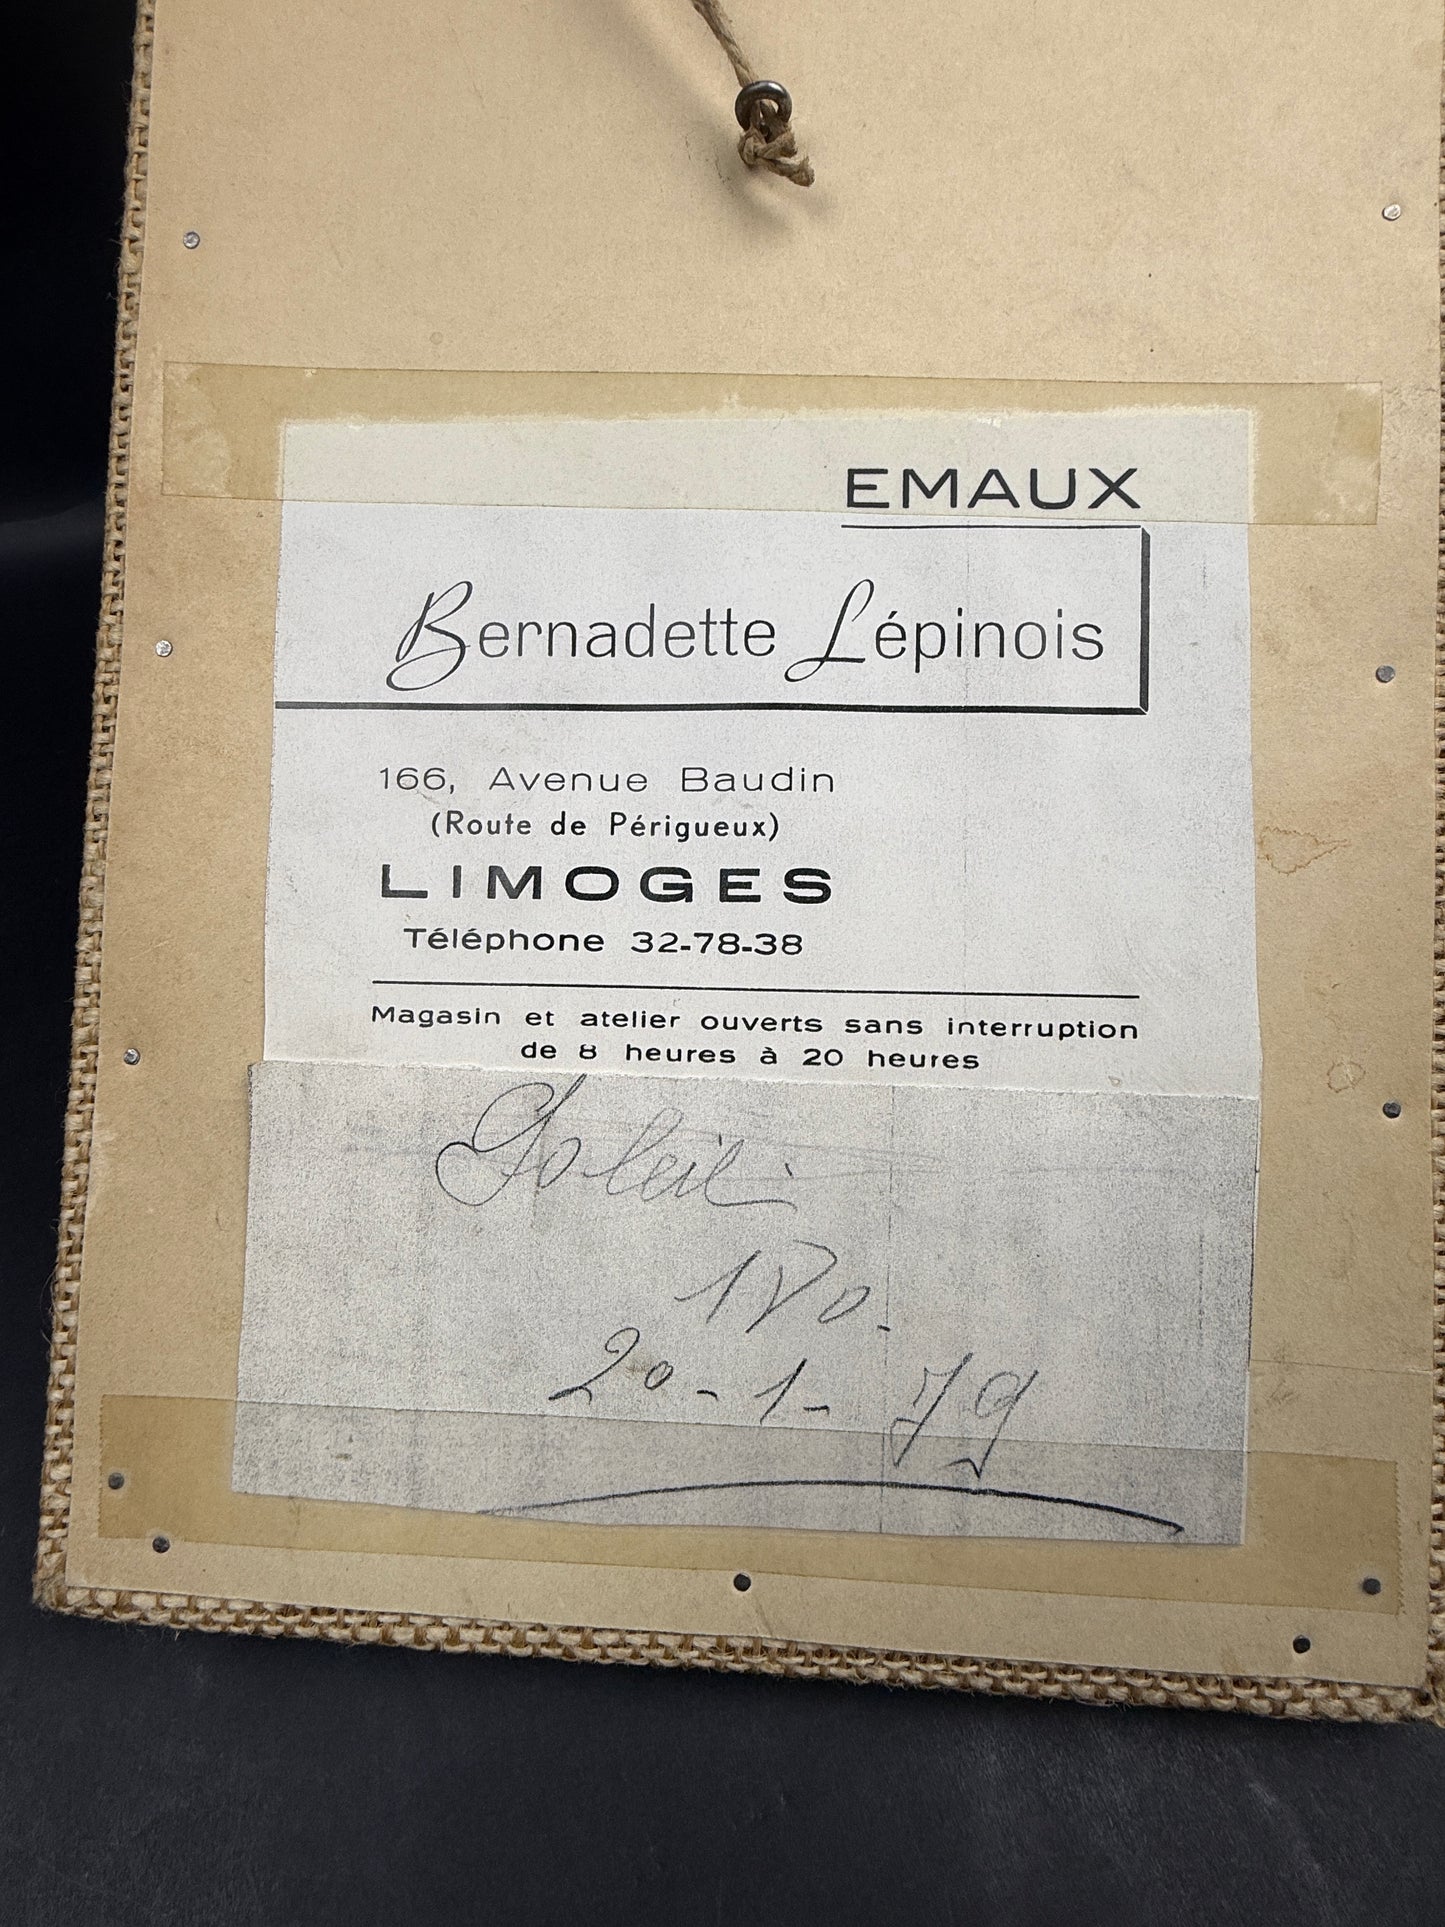 EMAUX
Bernadette Lépinois
166, Avenue Baudin
(Route de Périgueux)
LIMOGES
Téléphone 32-78-38
Magasin et atelier ouverts sans interruption
de 8 heures à 20 heures
Soleil
20-1-79